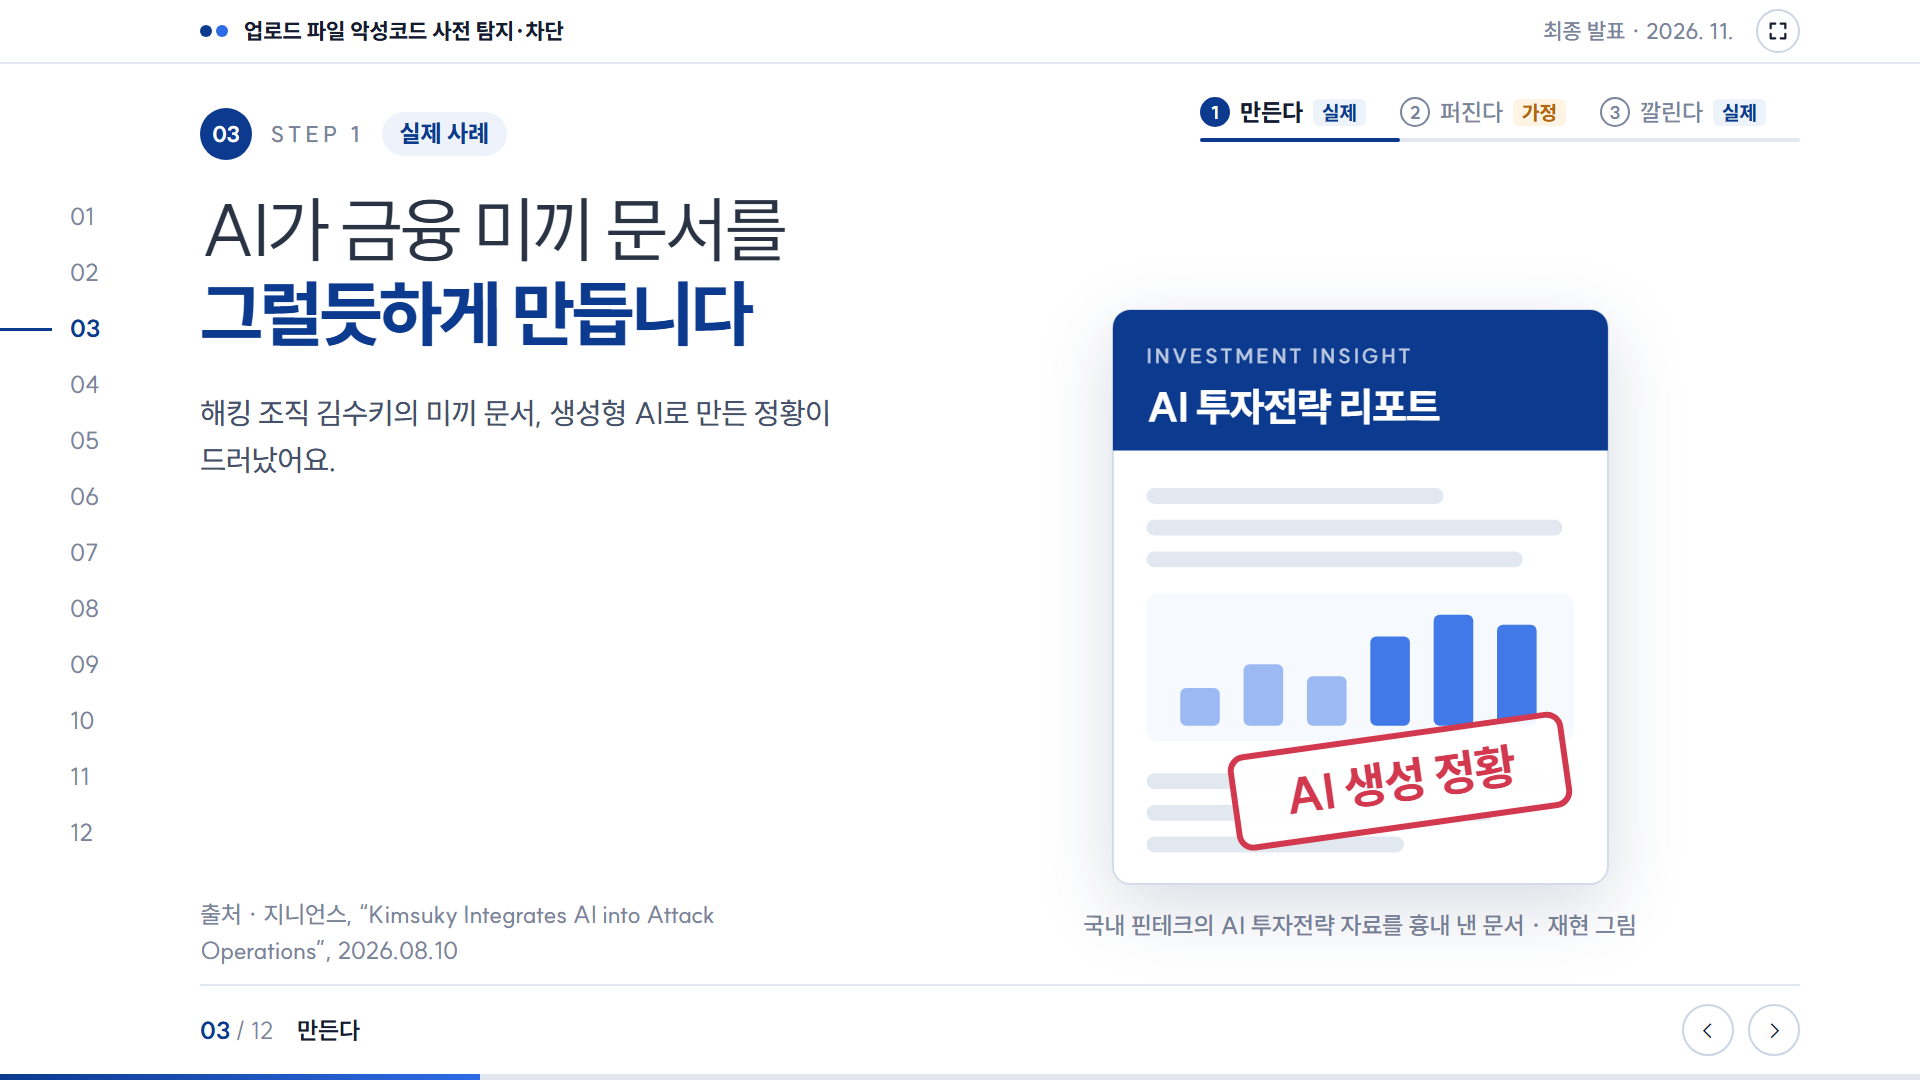 업로드 파일 악성코드 사전 탐지·차단
최종 발표 · 2026. 11.
03 STEP 1 실제 사례
1 만든다 실제 2 퍼진다 가정 3 깔린다 실제
AI가 금융 미끼 문서를
그럴듯하게 만듭니다
해킹 조직 김수키의 미끼 문서, 생성형 AI로 만든 정황이
드러났어요.
01
02
03
04
05
06
07
08
09
10
11
12
INVESTMENT INSIGHT
AI 투자전략 리포트
AI 생성 정황
국내 핀테크의 AI 투자전략 자료를 흉내 낸 문서 · 재현 그림
출처 · 지니언스, “Kimsuky Integrates AI into Attack
Operations”, 2026.08.10
03 / 12 만든다